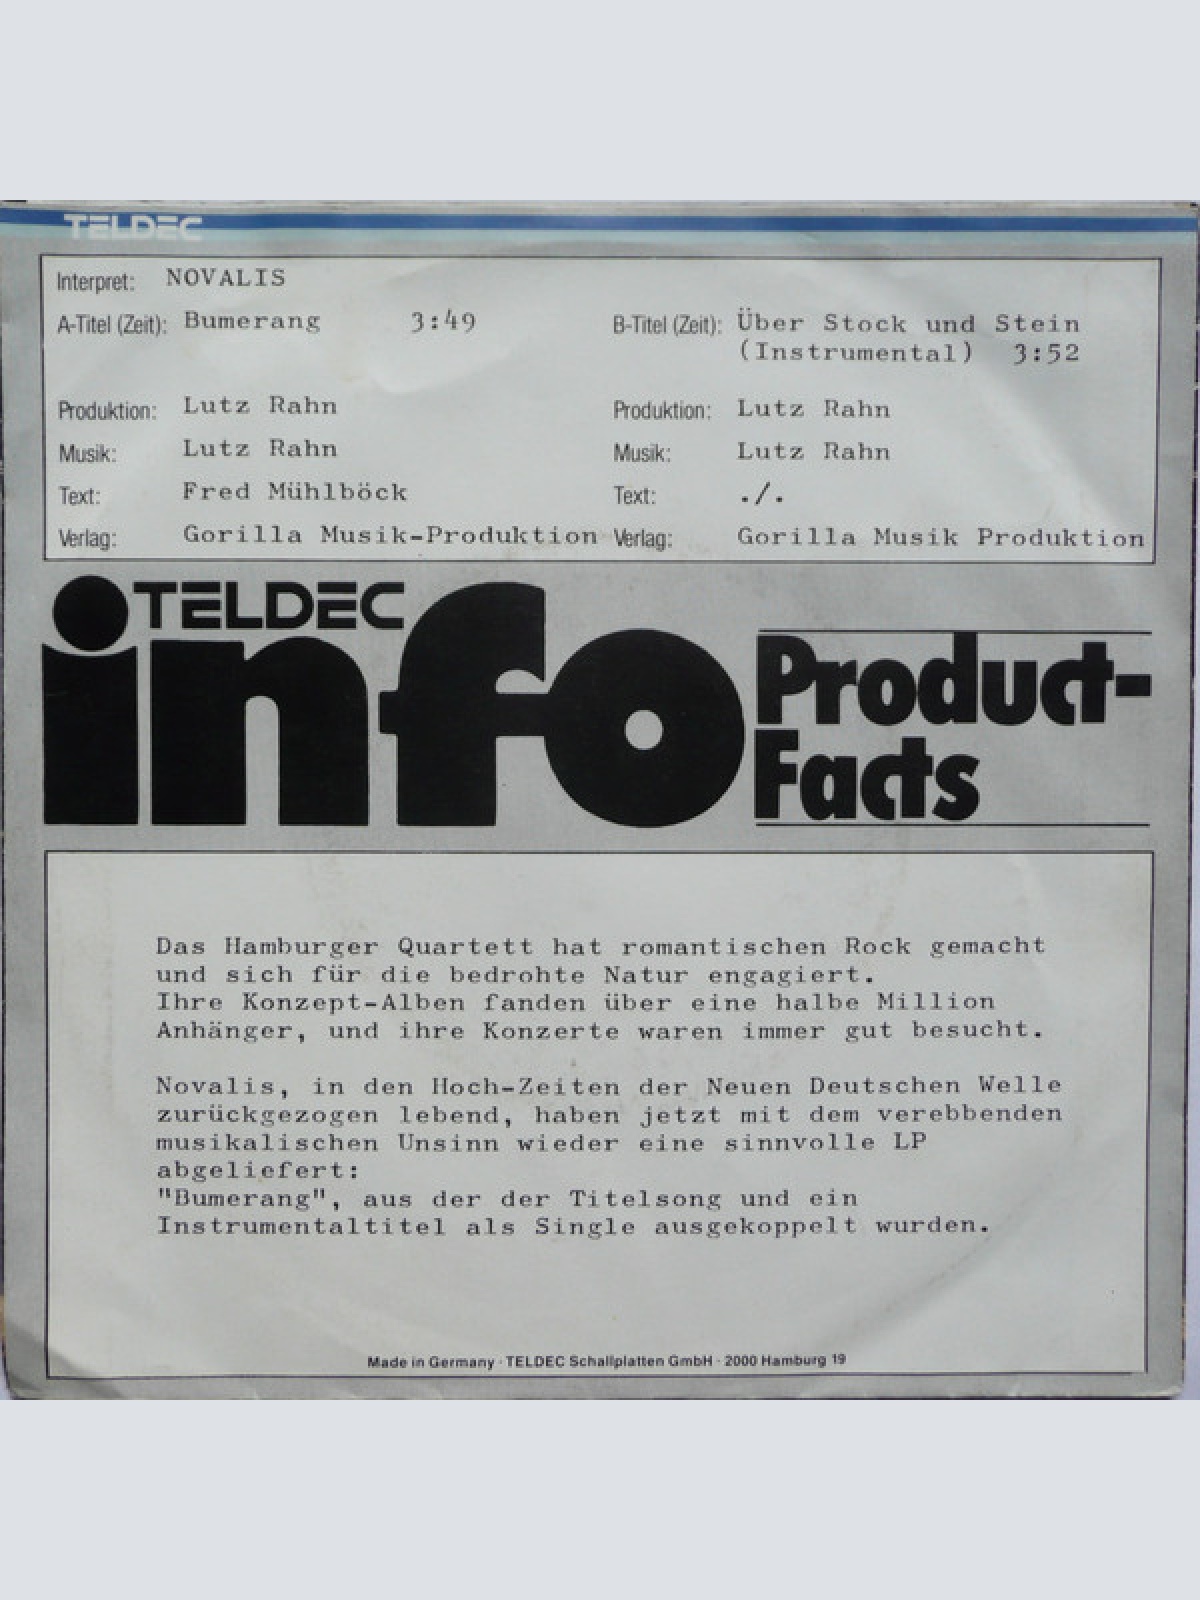 TELDEC
Interpret: NOVALIS
A-Titel (Zeit): Bumerang 3:49
B-Titel (Zeit): Über Stock und Stein
(Instrumental) 3:52
Produktion: Lutz Rahn
Produktion: Lutz Rahn
Musik: Lutz Rahn
Musik: Lutz Rahn
Text: Fred Mühlböck
Text: ./.
Verlag: Gorilla Musik-Produktion
Verlag: Gorilla Musik Produktion
TELDEC
info
Product-
Facts
Das Hamburger Quartett hat romantischen Rock gemacht
und sich für die bedrohte Natur engagiert.
Ihre Konzept-Alben fanden über eine halbe Million
Anhänger, und ihre Konzerte waren immer gut besucht.
Novalis, in den Hoch-Zeiten der Neuen Deutschen Welle
zurückgezogen lebend, haben jetzt mit dem verebbenden
musikalischen Unsinn wieder eine sinnvolle LP
abgeliefert:
"Bumerang", aus der der Titelsong und ein
Instrumentaltitel als Single ausgekoppelt wurden.
Made in Germany · TELDEC Schallplatten GmbH · 2000 Hamburg 19